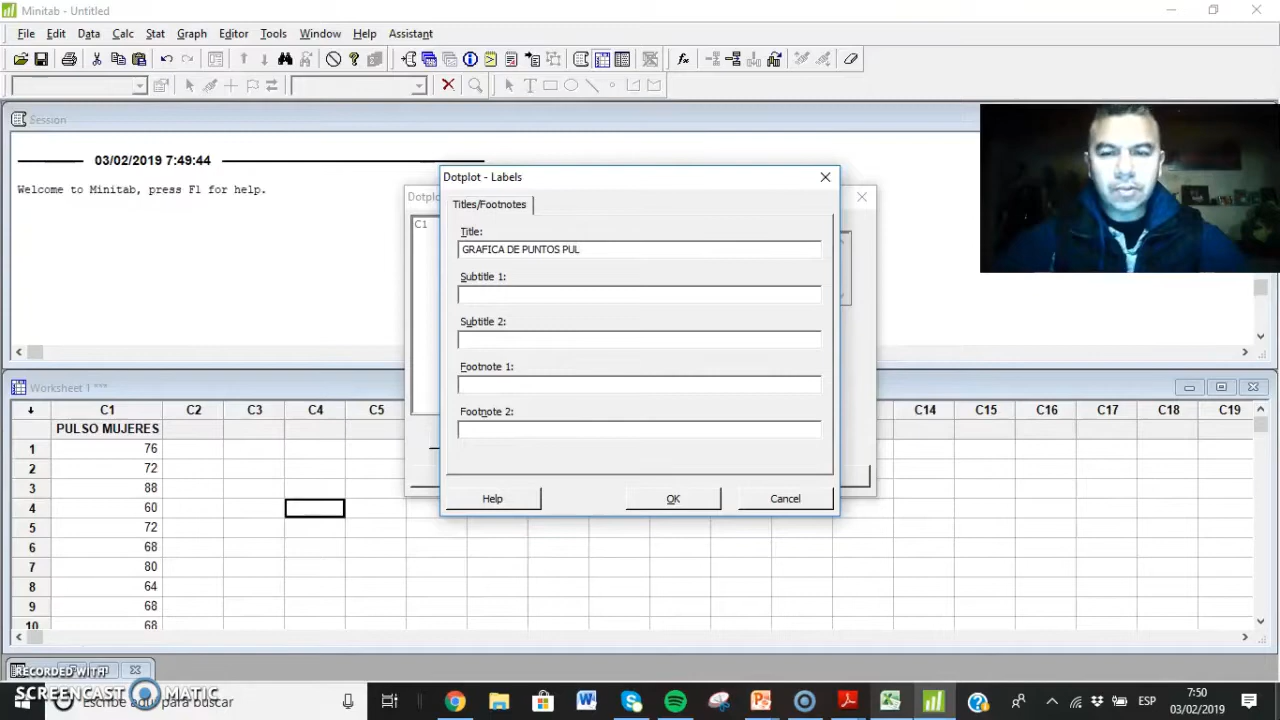 Minitab - Untitled
File Edit Data Calc Stat Graph Editor Tools Window Help Assistant
Session
03/02/2019 7:49:44
Welcome to Minitab, press F1 for help.
Dotplot - Labels
Titles/Footnotes
Title:
GRAFICA DE PUNTOS PUL
Subtitle 1:
Subtitle 2:
Footnote 1:
Footnote 2:
Help OK Cancel
Dotplo
C1
Worksheet 1 ***
C1 C2 C3 C4 C5 C14 C15 C16 C17 C18 C19
PULSO MUJERES
1 76
2 72
3 88
4 60
5 72
6 68
7 80
8 64
9 68
10 68
RECORDED WITH
SCREENCAST MATIC
Escribe aquí para buscar
ESP
7:50
03/02/2019